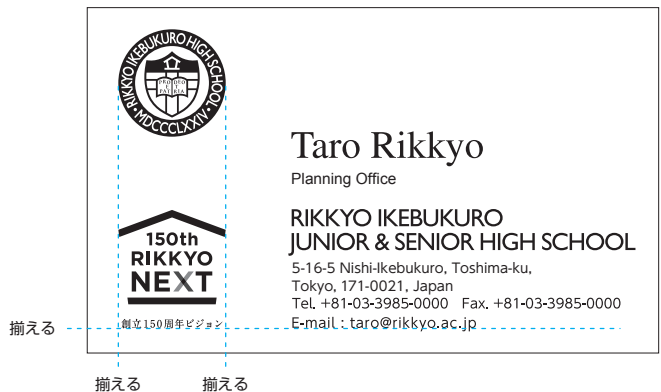 RIKKYO IKEBUKURO HIGH SCHOOL
PRO DEO
ET
PATRIA
MDCCCLXXIV
Taro Rikkyo
Planning Office
RIKKYO IKEBUKURO
JUNIOR & SENIOR HIGH SCHOOL
5-16-5 Nishi-Ikebukuro, Toshima-ku,
Tokyo, 171-0021, Japan
Tel. +81-03-3985-0000 Fax. +81-03-3985-0000
E-mail : taro@rikkyo.ac.jp
150th
RIKKYO
NEXT
創立150周年ビジョン
揃える
揃える 揃える